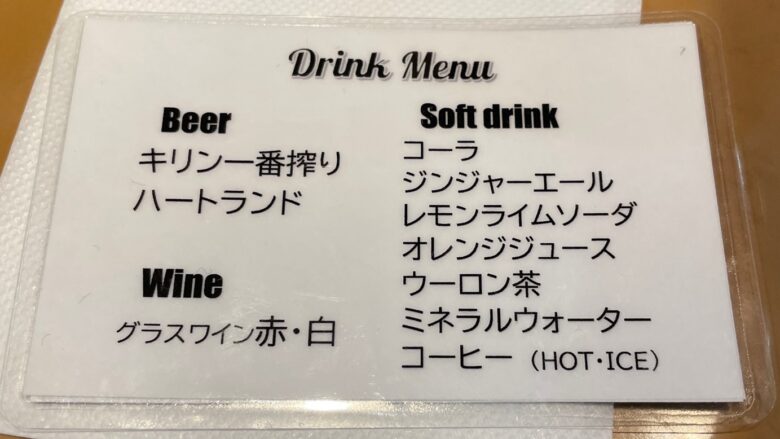 Drink Menu
Beer
キリン一番搾り
ハートランド
Wine
グラスワイン赤・白
Soft drink
コーラ
ジンジャーエール
レモンライムソーダ
オレンジジュース
ウーロン茶
ミネラルウォーター
コーヒー（HOT・ICE）